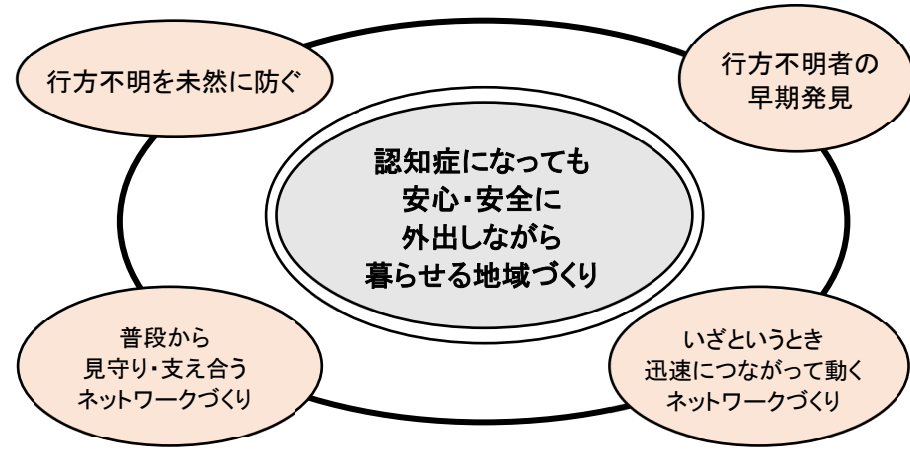 行方不明を未然に防ぐ
行方不明者の
早期発見
認知症になっても
安心・安全に
外出しながら
暮らせる地域づくり
普段から
見守り・支え合う
ネットワークづくり
いざというとき
迅速につながって動く
ネットワークづくり